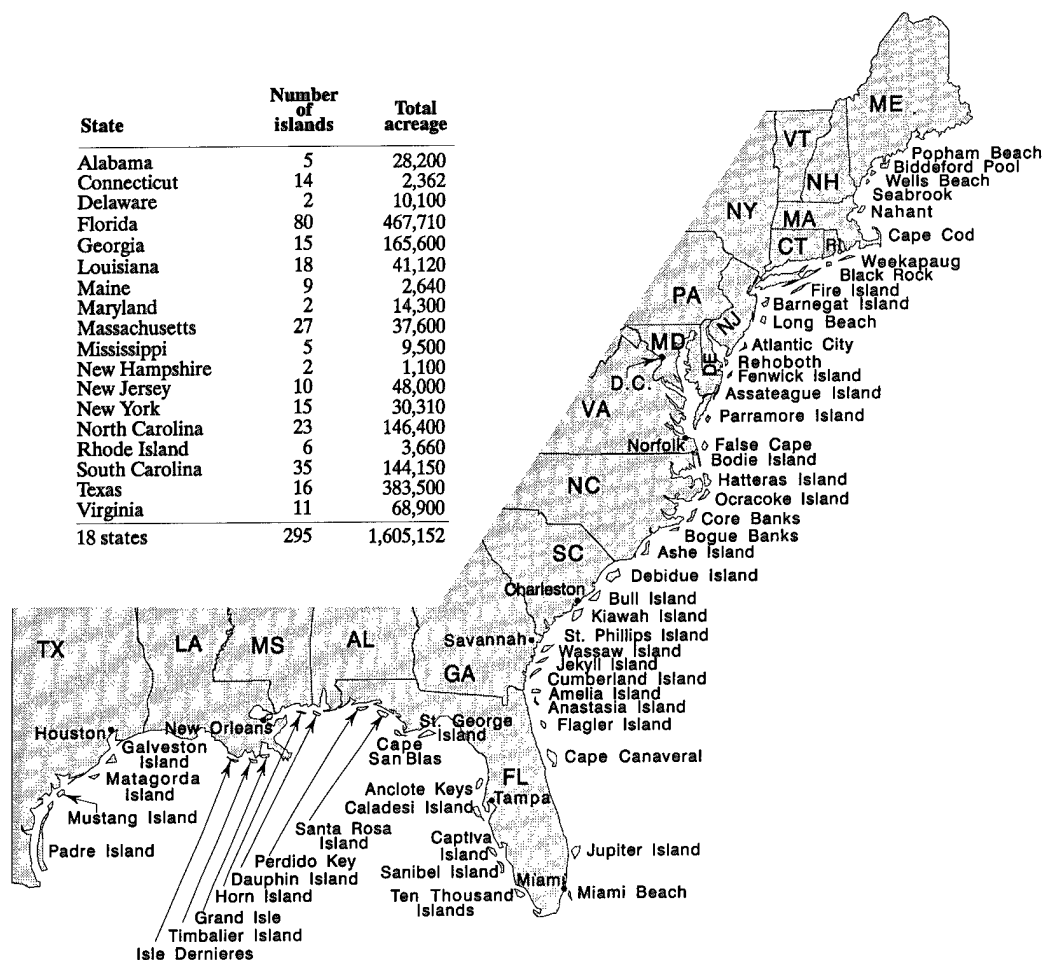 State Number of islands Total acreage
Alabama 5 28,200
Connecticut 14 2,362
Delaware 2 10,100
Florida 80 467,710
Georgia 15 165,600
Louisiana 18 41,120
Maine 9 2,640
Maryland 2 14,300
Massachusetts 27 37,600
Mississippi 5 9,500
New Hampshire 2 1,100
New Jersey 10 48,000
New York 15 30,310
North Carolina 23 146,400
Rhode Island 6 3,660
South Carolina 35 144,150
Texas 16 383,500
Virginia 11 68,900
18 states 295 1,605,152
ME
VT
NH
NY
MA
CT
RI
PA
NJ
MD
DE
D.C.
VA
Norfolk
NC
SC
Charleston
Savannah
GA
TX
LA
MS
AL
FL
Houston
New Orleans
Tampa
Miami
Popham Beach
Biddeford Pool
Wells Beach
Seabrook
Nahant
Cape Cod
Weekapaug
Black Rock
Fire Island
Barnegat Island
Long Beach
Atlantic City
Rehoboth
Fenwick Island
Assateague Island
Parramore Island
False Cape
Bodie Island
Hatteras Island
Ocracoke Island
Core Banks
Bogue Banks
Ashe Island
Debidue Island
Bull Island
Kiawah Island
St. Phillips Island
Wassaw Island
Jekyll Island
Cumberland Island
Amelia Island
Anastasia Island
Flagler Island
Cape Canaveral
Jupiter Island
Miami Beach
St. George
Island
Cape
San Blas
Anclote Keys
Caladesi Island
Captiva
Island
Sanibel Island
Ten Thousand
Islands
Santa Rosa
Island
Perdido Key
Dauphin Island
Horn Island
Grand Isle
Timbalier Island
Isle Dernieres
Galveston
Island
Matagorda
Island
Mustang Island
Padre Island